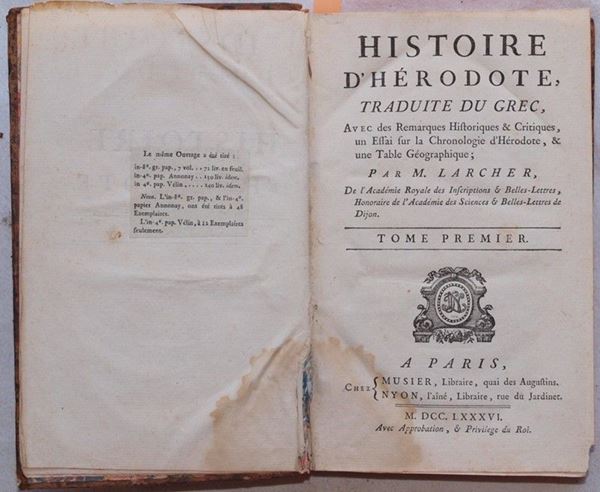 Le même Ouvrage a été tiré :
in-8°. gr. pap., 7 vol. . . 72 liv. en feuil.
in-4°. pap. Annonay . . 150 liv. idem.
in-4°. pap. Vélin, . . . . 240 liv. idem.
Nota. L'in-8°. gr. pap., & l'in-4°.
papier Annonay, ont été tirés à 48
Exemplaires.
L'in-4°. pap. Vélin, à 12 Exemplaires
seulement.
HISTOIRE
D'HÉRODOTE,
TRADUITE DU GREC,
AVEC des Remarques Historiques & Critiques,
un Essai sur la Chronologie d'Hérodote, &
une Table Géographique;
PAR M. LARCHER,
De l'Académie Royale des Inscriptions & Belles-Lettres,
Honoraire de l'Académie des Sciences & Belles-Lettres de
Dijon.
TOME PREMIER.
A PARIS,
CHEZ { MUSIER, Libraire, quai des Augustins.
NYON, l'aîné, Libraire, rue du Jardinet.
M. DCC. LXXXVI.
Avec Approbation, & Privilege du Roi.